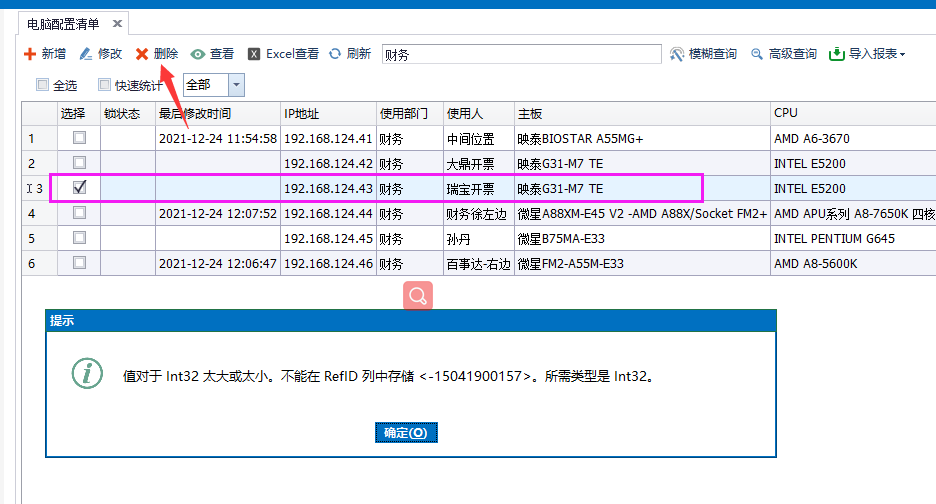 电脑配置清单
新增 修改 删除 查看 Excel查看 刷新 财务 模糊查询 高级查询 导入报表
全选 快速统计 全部
选择 锁状态 最后修改时间 IP地址 使用部门 使用人 主板 CPU
1 2021-12-24 11:54:58 192.168.124.41 财务 中间位置 映泰BIOSTAR A55MG+ AMD A6-3670
2 192.168.124.42 财务 大鼎开票 映泰G31-M7 TE INTEL E5200
3 192.168.124.43 财务 瑞宝开票 映泰G31-M7 TE INTEL E5200
4 2021-12-24 12:07:52 192.168.124.44 财务 财务徐左边 微星A88XM-E45 V2 -AMD A88X/Socket FM2+ AMD APU系列 A8-7650K 四核
5 192.168.124.45 财务 孙丹 微星B75MA-E33 INTEL PENTIUM G645
6 2021-12-24 12:06:47 192.168.124.46 财务 百事达-右边 微星FM2-A55M-E33 AMD A8-5600K
提示
值对于 Int32 太大或太小。不能在 RefID 列中存储 <-15041900157>。所需类型是 Int32。
确定(O)